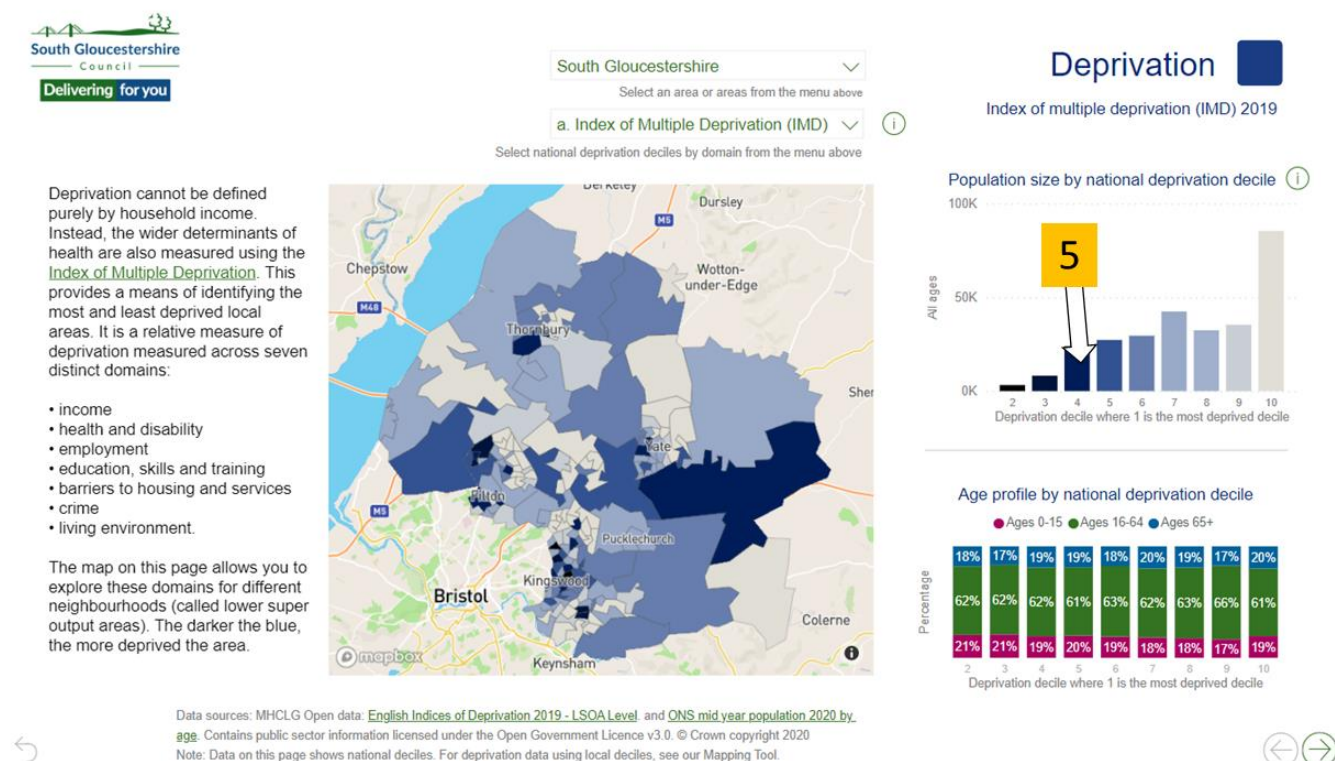 South Gloucestershire
Council
Delivering for you
South Gloucestershire
Select an area or areas from the menu above
a. Index of Multiple Deprivation (IMD)
i
Select national deprivation deciles by domain from the menu above
Deprivation
Index of multiple deprivation (IMD) 2019
Deprivation cannot be defined
purely by household income.
Instead, the wider determinants of
health are also measured using the
Index of Multiple Deprivation. This
provides a means of identifying the
most and least deprived local
areas. It is a relative measure of
deprivation measured across seven
distinct domains:
• income
• health and disability
• employment
• education, skills and training
• barriers to housing and services
• crime
• living environment.
The map on this page allows you to
explore these domains for different
neighbourhoods (called lower super
output areas). The darker the blue,
the more deprived the area.
Berkeley
Dursley
M5
Chepstow
Wotton-
under-Edge
M48
Thornbury
Sher
Yate
Filton
M5
Pucklechurch
Kingswood
Bristol
Colerne
mapbox
Keynsham
i
Population size by national deprivation decile
i
100K
5
All ages
50K
0K
2 3 4 5 6 7 8 9 10
Deprivation decile where 1 is the most deprived decile
Age profile by national deprivation decile
Ages 0-15 Ages 16-64 Ages 65+
Percentage
18% 17% 19% 19% 18% 20% 19% 17% 20%
62% 62% 62% 61% 63% 62% 63% 66% 61%
21% 21% 19% 20% 19% 18% 18% 17% 19%
2 3 4 5 6 7 8 9 10
Deprivation decile where 1 is the most deprived decile
Data sources: MHCLG Open data: English Indices of Deprivation 2019 - LSOA Level. and ONS mid year population 2020 by
age. Contains public sector information licensed under the Open Government Licence v3.0. © Crown copyright 2020
Note: Data on this page shows national deciles. For deprivation data using local deciles, see our Mapping Tool.